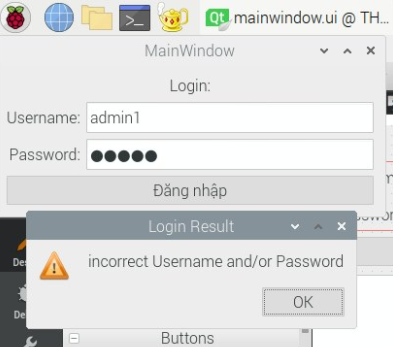 mainwindow.ui @ TH...
MainWindow
Login:
Username: admin1
Password: ●●●●●
Đăng nhập
Login Result
incorrect Username and/or Password
OK
Buttons